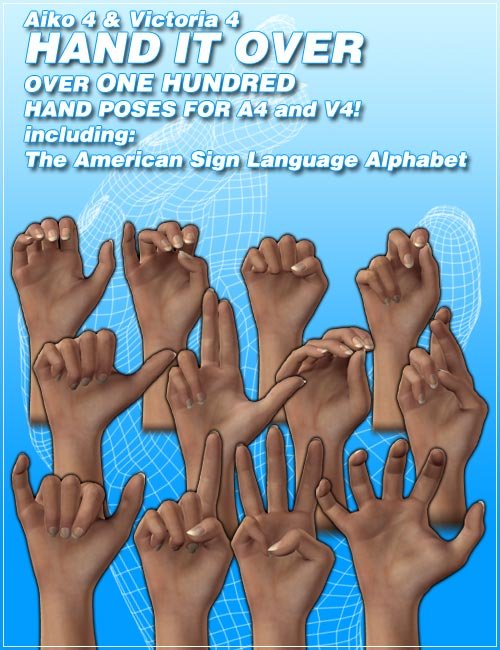 Aiko 4 & Victoria 4
HAND IT OVER
OVER ONE HUNDRED
HAND POSES FOR A4 and V4!
including:
The American Sign Language Alphabet